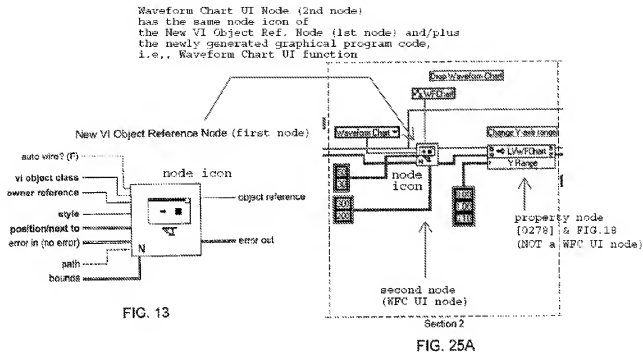 Waveform Chart UI Node (2nd node)
has the same node icon of
the New VI Object Ref. Node (1st node) and/plus
the newly generated graphical program code,
i.e,, Waveform Chart UI function
New VI Object Reference Node (first node)
auto wire? (F)
vi object class
owner reference
style
position/next to
error in (no error)
path
bounds
node icon
N
object reference
error out
FIG. 13
Drop Waveform Chart
WFChart
Waveform Chart
node
icon
Change Y axis range
LVWFChart
Y Range
property node
[0278] & FIG.18
(NOT a WFC UI node)
second node
(WFC UI node)
Section 2
FIG. 25A